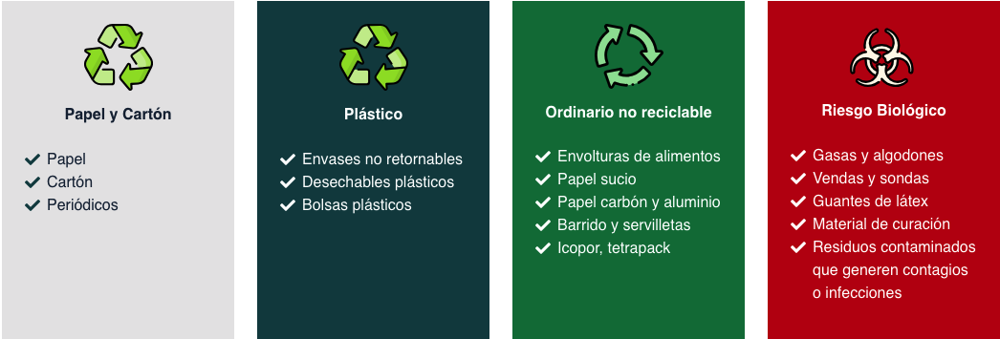 Papel y Cartón
Papel
Cartón
Periódicos
Plástico
Envases no retornables
Desechables plásticos
Bolsas plásticos
Ordinario no reciclable
Envolturas de alimentos
Papel sucio
Papel carbón y aluminio
Barrido y servilletas
Icopor, tetrapack
Riesgo Biológico
Gasas y algodones
Vendas y sondas
Guantes de látex
Material de curación
Residuos contaminados
que generen contagios
o infecciones